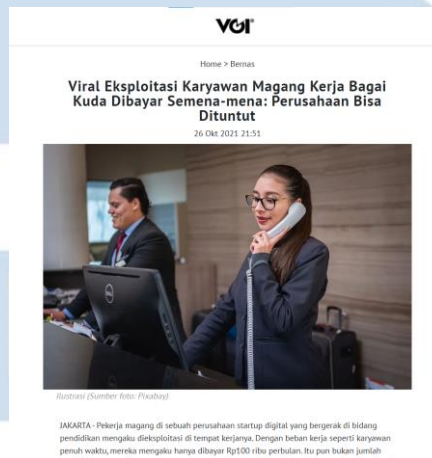 VOI
Home > Bernas
Viral Eksploitasi Karyawan Magang Kerja Bagai
Kuda Dibayar Semena-mena: Perusahaan Bisa
Dituntut
26 Okt 2021 21:51
Ilustrasi (Sumber foto: Pixabay)
JAKARTA - Pekerja magang di sebuah perusahaan startup digital yang bergerak di bidang
pendidikan mengaku dieksploitasi di tempat kerjanya. Dengan beban kerja seperti karyawan
penuh waktu, mereka mengaku hanya dibayar Rp100 ribu perbulan. Itu pun bukan jumlah